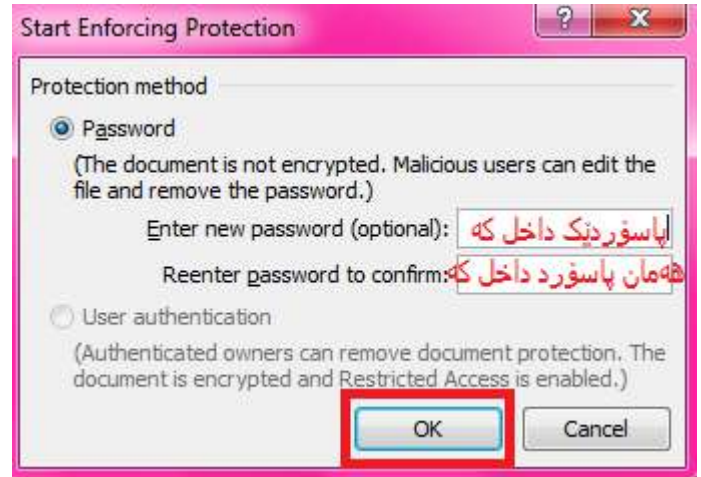 Start Enforcing Protection
Protection method
Password
(The document is not encrypted. Malicious users can edit the
file and remove the password.)
Enter new password (optional): پاسۆردێک داخل کە
Reenter password to confirm: هەمان پاسۆرد داخل کە
User authentication
(Authenticated owners can remove document protection. The
document is encrypted and Restricted Access is enabled.)
OK Cancel